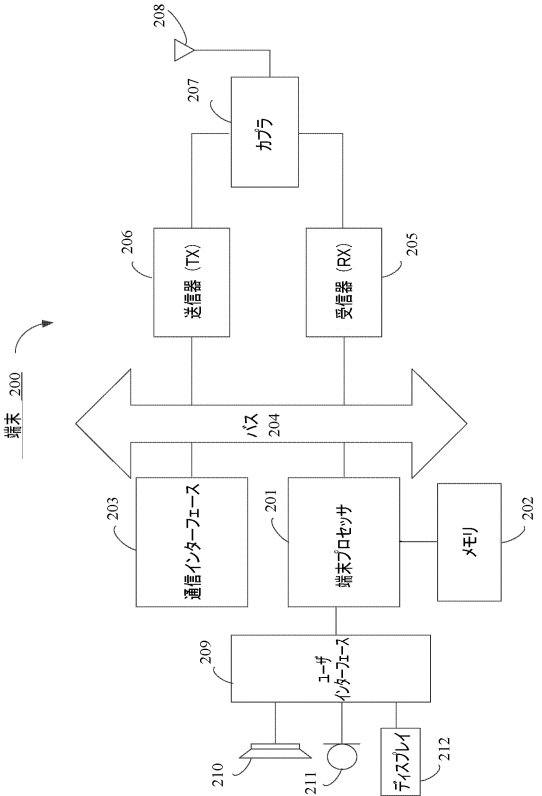 端末 200
208
207
カプラ
206
送信器 (TX)
受信器 (RX)
205
バス
204
203
通信インターフェース
201
端末プロセッサ
メモリ
202
209
ユーザ
インターフェース
210
211
ディスプレイ
212